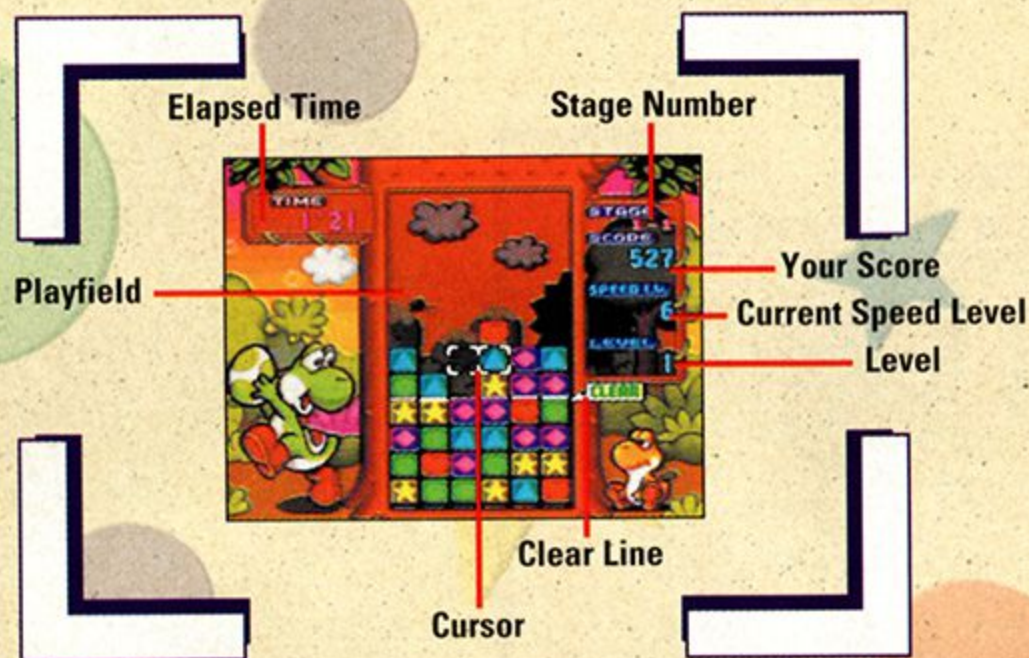 Elapsed Time
Stage Number
TIME
1 21
STAGE
1-1
SCORE
527
Your Score
Playfield
SPEED LV.
6
Current Speed Level
LEVEL
1
Level
CLEAR
Clear Line
Cursor